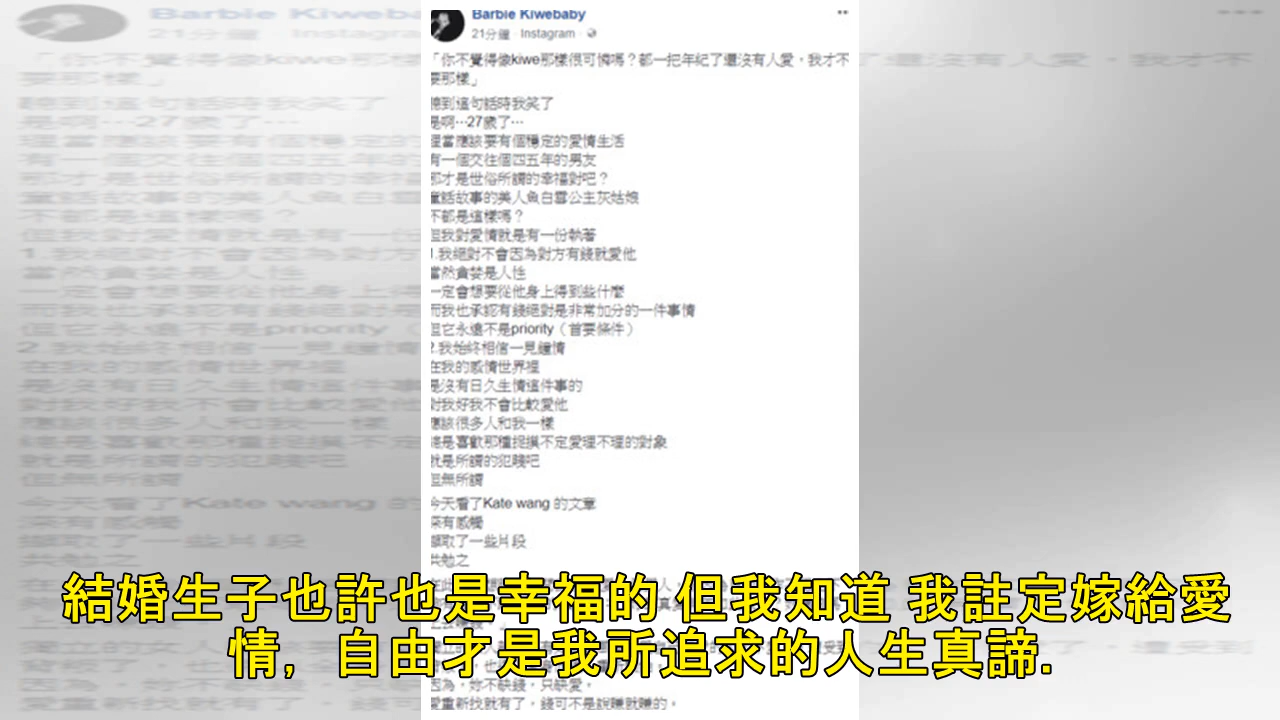 Barbie Kiwebaby
21分鐘 · Instagram ·
「你不覺得像kiwe那樣很可憐嗎？都一把年紀了還沒有人愛，我才不
要那樣」
聽到這句話時我笑了
是啊…27歲了…
理當應該要有個穩定的愛情生活
有一個交往個四五年的男友
那才是世俗所謂的幸福對吧？
童話故事的美人魚白雪公主灰姑娘
不都是這樣嗎？
但我對愛情就是有一份執著
1.我絕對不會因為對方有錢就愛他
當然貪婪是人性
一定會想要從他身上得到些什麼
而我也承認有錢絕對是非常加分的一件事情
但它永遠不是priority（首要條件）
2.我始終相信一見鐘情
在我的感情世界裡
是沒有日久生情這件事的
對我好我不會比較愛他
應該很多人和我一樣
總是喜歡那種捉摸不定愛理不理的對象
就是所謂的犯賤吧
但無所謂
今天看了Kate wang 的文章
深有感觸
擷取了一些片段
共勉之
結婚生子也許也是幸福的 但我知道 我註定嫁給愛
情，自由才是我所追求的人生真諦.
因為，妳不缺錢，只缺愛。
愛重新找就有了，錢可不是說賺就賺的。